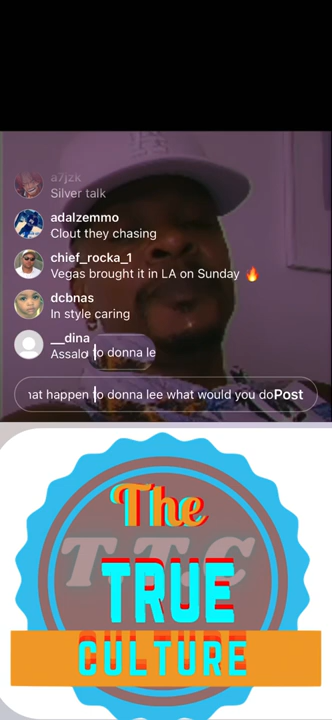 a7jzk
Silver talk
adalzemmo
Clout they chasing
chief_rocka_1
Vegas brought it in LA on Sunday 🔥
dcbnas
In style caring
__dina
Assalo
o donna le
hat happen to donna lee what would you do Post
The
T.T.C
TRUE
CULTURE